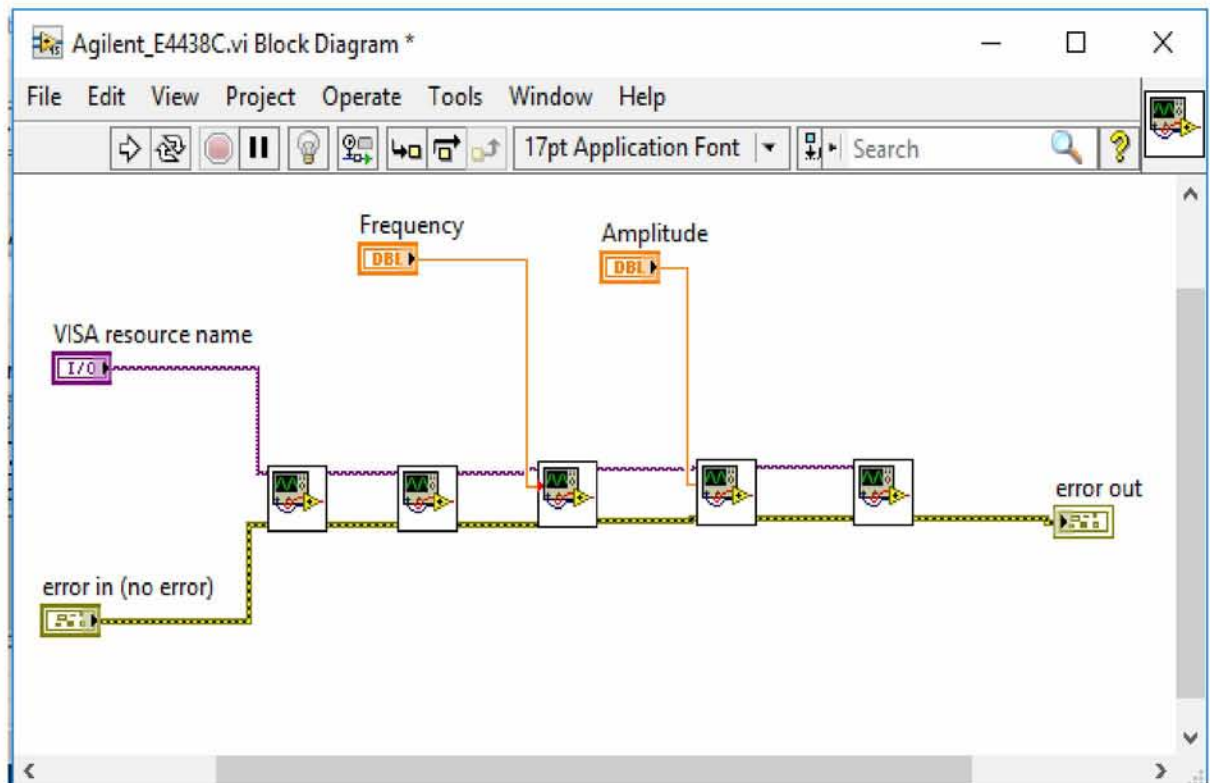 Agilent_E4438C.vi Block Diagram *
File Edit View Project Operate Tools Window Help
17pt Application Font Search
Frequency
DBL
Amplitude
DBL
VISA resource name
I/O
error out
error in (no error)